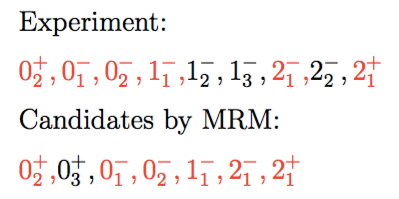 Experiment:
0₂⁺, 0₁⁻, 0₂⁻, 1₁⁻,1₂⁻, 1₃⁻, 2₁⁻,2₂⁻, 2₁⁺
Candidates by MRM:
0₂⁺,0₃⁺, 0₁⁻, 0₂⁻, 1₁⁻, 2₁⁻, 2₁⁺